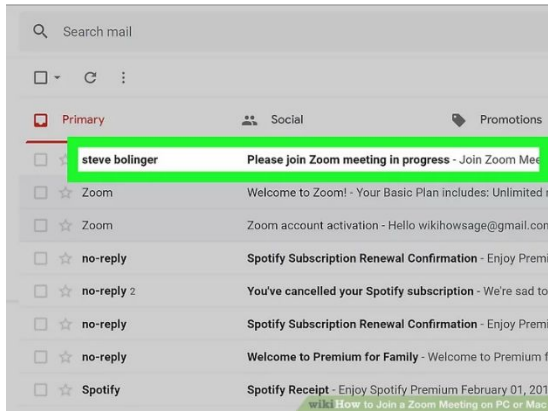 Search mail
Primary Social Promotions
steve bolinger Please join Zoom meeting in progress - Join Zoom Mee
Zoom Welcome to Zoom! - Your Basic Plan includes: Unlimited
Zoom Zoom account activation - Hello wikihowsage@gmail.com
no-reply Spotify Subscription Renewal Confirmation - Enjoy Premi
no-reply 2 You've cancelled your Spotify subscription - We're sad to
no-reply Spotify Subscription Renewal Confirmation - Enjoy Premi
no-reply Welcome to Premium for Family - Welcome to Premium f
Spotify Spotify Receipt - Enjoy Spotify Premium February 01, 201
wikiHow to Join a Zoom Meeting on PC or Mac